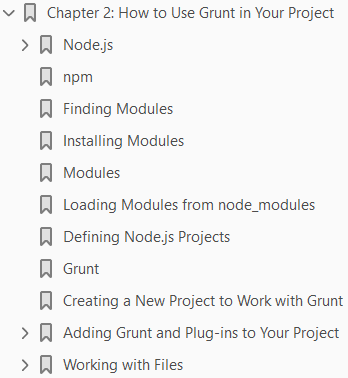 Chapter 2: How to Use Grunt in Your Project
Node.js
npm
Finding Modules
Installing Modules
Modules
Loading Modules from node_modules
Defining Node.js Projects
Grunt
Creating a New Project to Work with Grunt
Adding Grunt and Plug-ins to Your Project
Working with Files